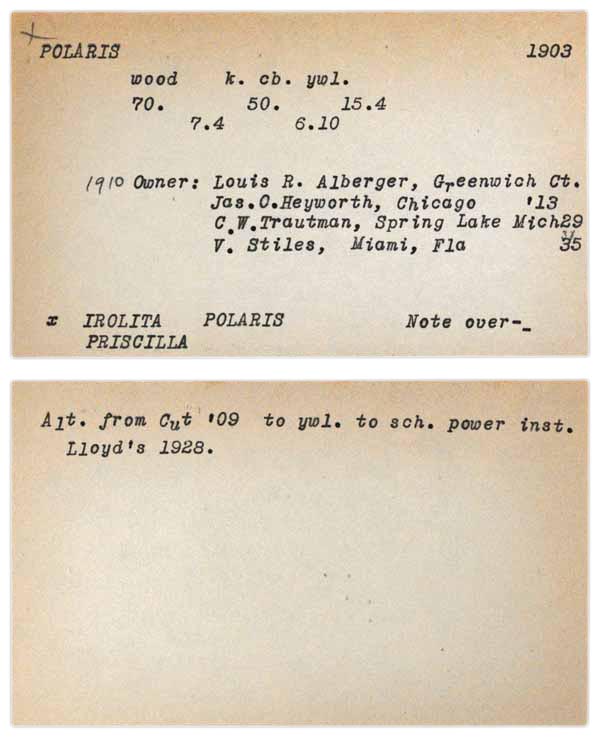 x
POLARIS 1903
wood k. cb. ywl.
70. 50. 15.4
7.4 6.10
1910 Owner: Louis R. Alberger, Greenwich Ct.
Jas.O.Heyworth, Chicago '13
C.W.Trautman, Spring Lake Mich29
V. Stiles, Miami, Fla 35
x IROLITA POLARIS Note over-_
PRISCILLA
Alt. from Cut '09 to ywl. to sch. power inst.
Lloyd's 1928.